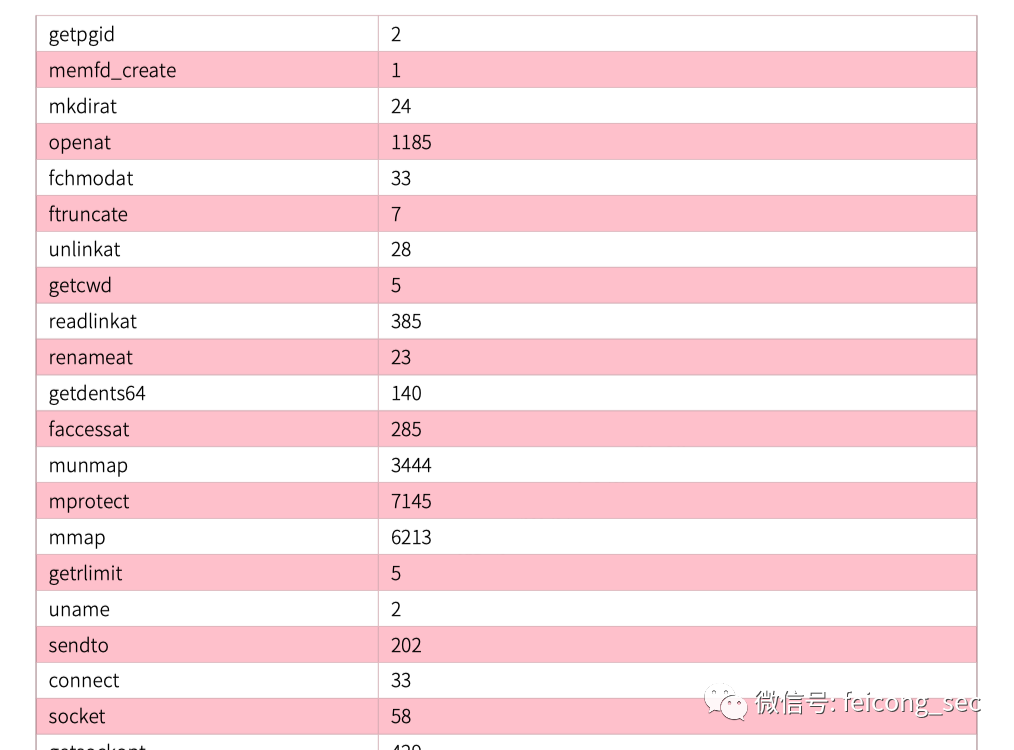 getpgid 2
memfd_create 1
mkdirat 24
openat 1185
fchmodat 33
ftruncate 7
unlinkat 28
getcwd 5
readlinkat 385
renameat 23
getdents64 140
faccessat 285
munmap 3444
mprotect 7145
mmap 6213
getrlimit 5
uname 2
sendto 202
connect 33
socket 58
微信号: feicong_sec